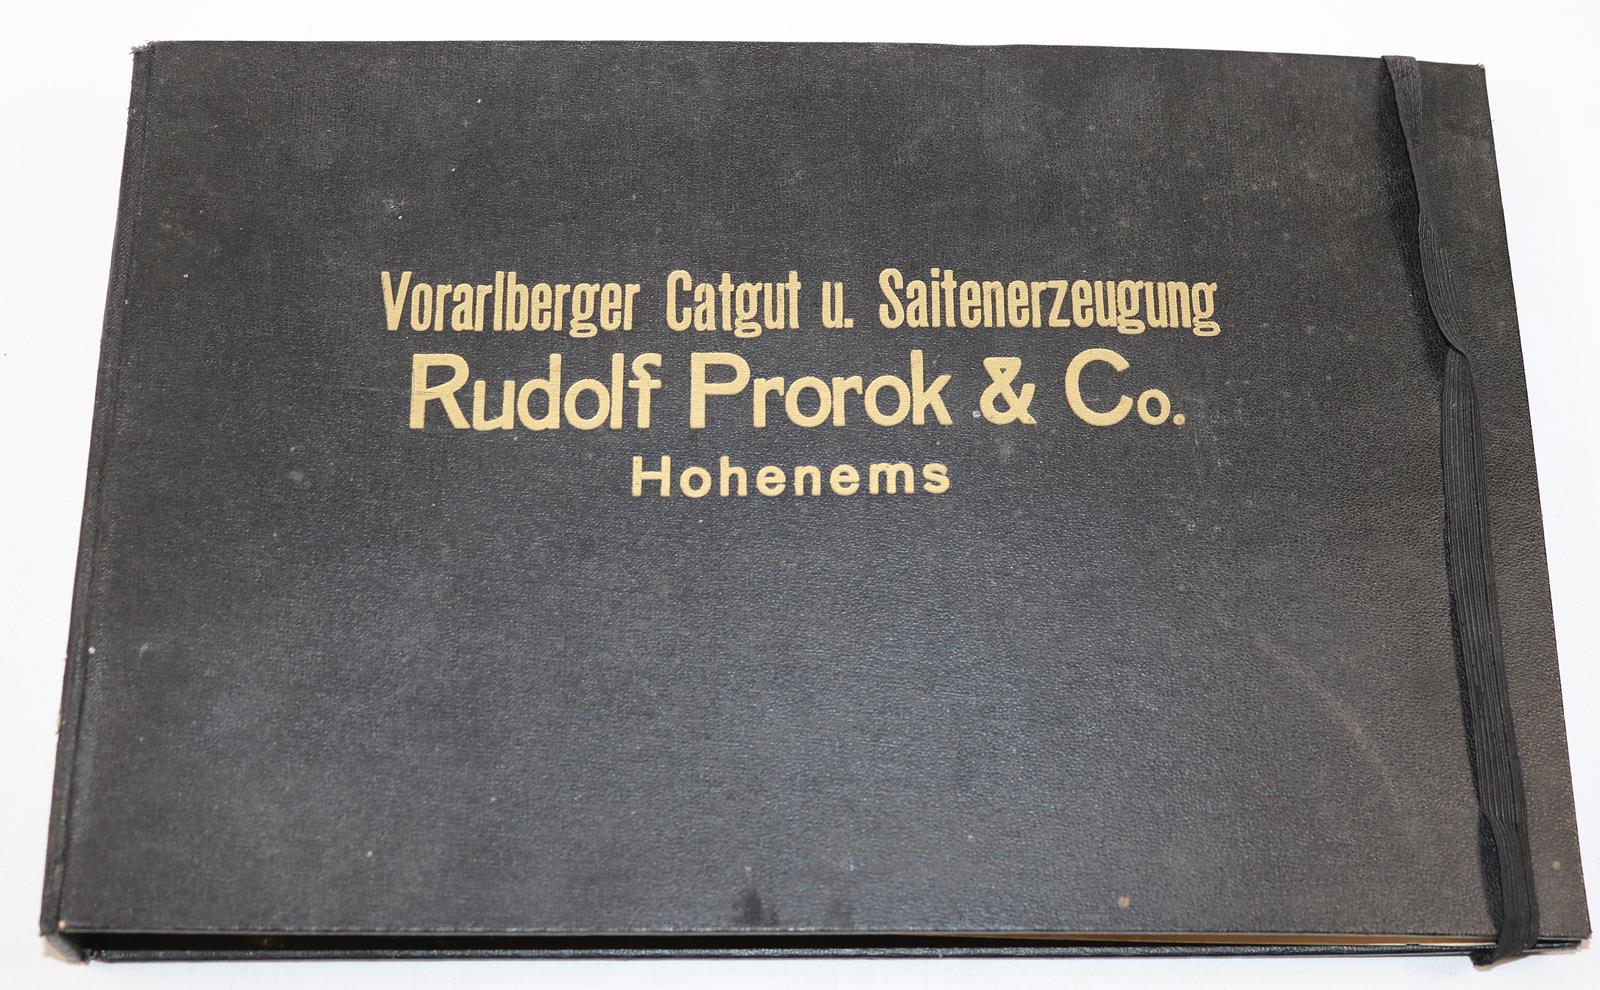 Vorarlberger Catgut u. Saitenerzeugung
Rudolf Prorok & Co.
Hohenems